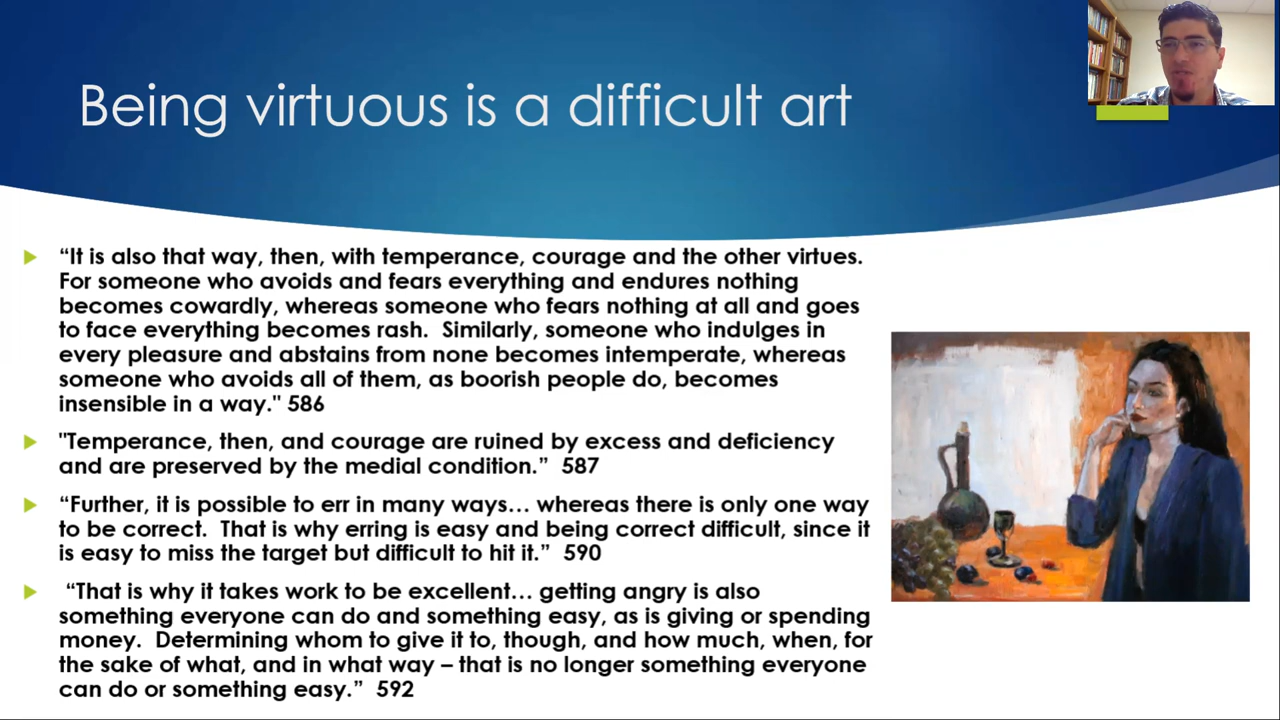 Being virtuous is a difficult art
“It is also that way, then, with temperance, courage and the other virtues.
For someone who avoids and fears everything and endures nothing
becomes cowardly, whereas someone who fears nothing at all and goes
to face everything becomes rash.  Similarly, someone who indulges in
every pleasure and abstains from none becomes intemperate, whereas
someone who avoids all of them, as boorish people do, becomes
insensible in a way." 586
"Temperance, then, and courage are ruined by excess and deficiency
and are preserved by the medial condition.”  587
“Further, it is possible to err in many ways… whereas there is only one way
to be correct.  That is why erring is easy and being correct difficult, since it
is easy to miss the target but difficult to hit it.”  590
“That is why it takes work to be excellent… getting angry is also
something everyone can do and something easy, as is giving or spending
money.  Determining whom to give it to, though, and how much, when, for
the sake of what, and in what way – that is no longer something everyone
can do or something easy.”  592